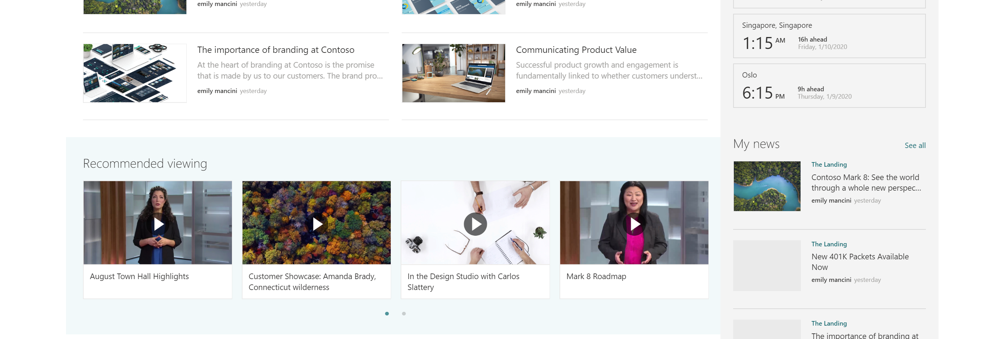 emily mancini yesterday
emily mancini yesterday
401k
enrollment
The importance of branding at Contoso
At the heart of branding at Contoso is the promise
that is made by us to our customers. The brand pro...
emily mancini yesterday
Communicating Product Value
Successful product growth and engagement is
fundamentally linked to whether customers underst...
emily mancini yesterday
Recommended viewing
August Town Hall Highlights
Customer Showcase: Amanda Brady,
Connecticut wilderness
In the Design Studio with Carlos
Slattery
Mark 8 Roadmap
Singapore, Singapore
1:15 AM
16h ahead
Friday, 1/10/2020
Oslo
6:15 PM
9h ahead
Thursday, 1/9/2020
My news
See all
The Landing
Contoso Mark 8: See the world
through a whole new perspec...
emily mancini yesterday
The Landing
New 401K Packets Available
Now
emily mancini yesterday
The Landing
The importance of branding at